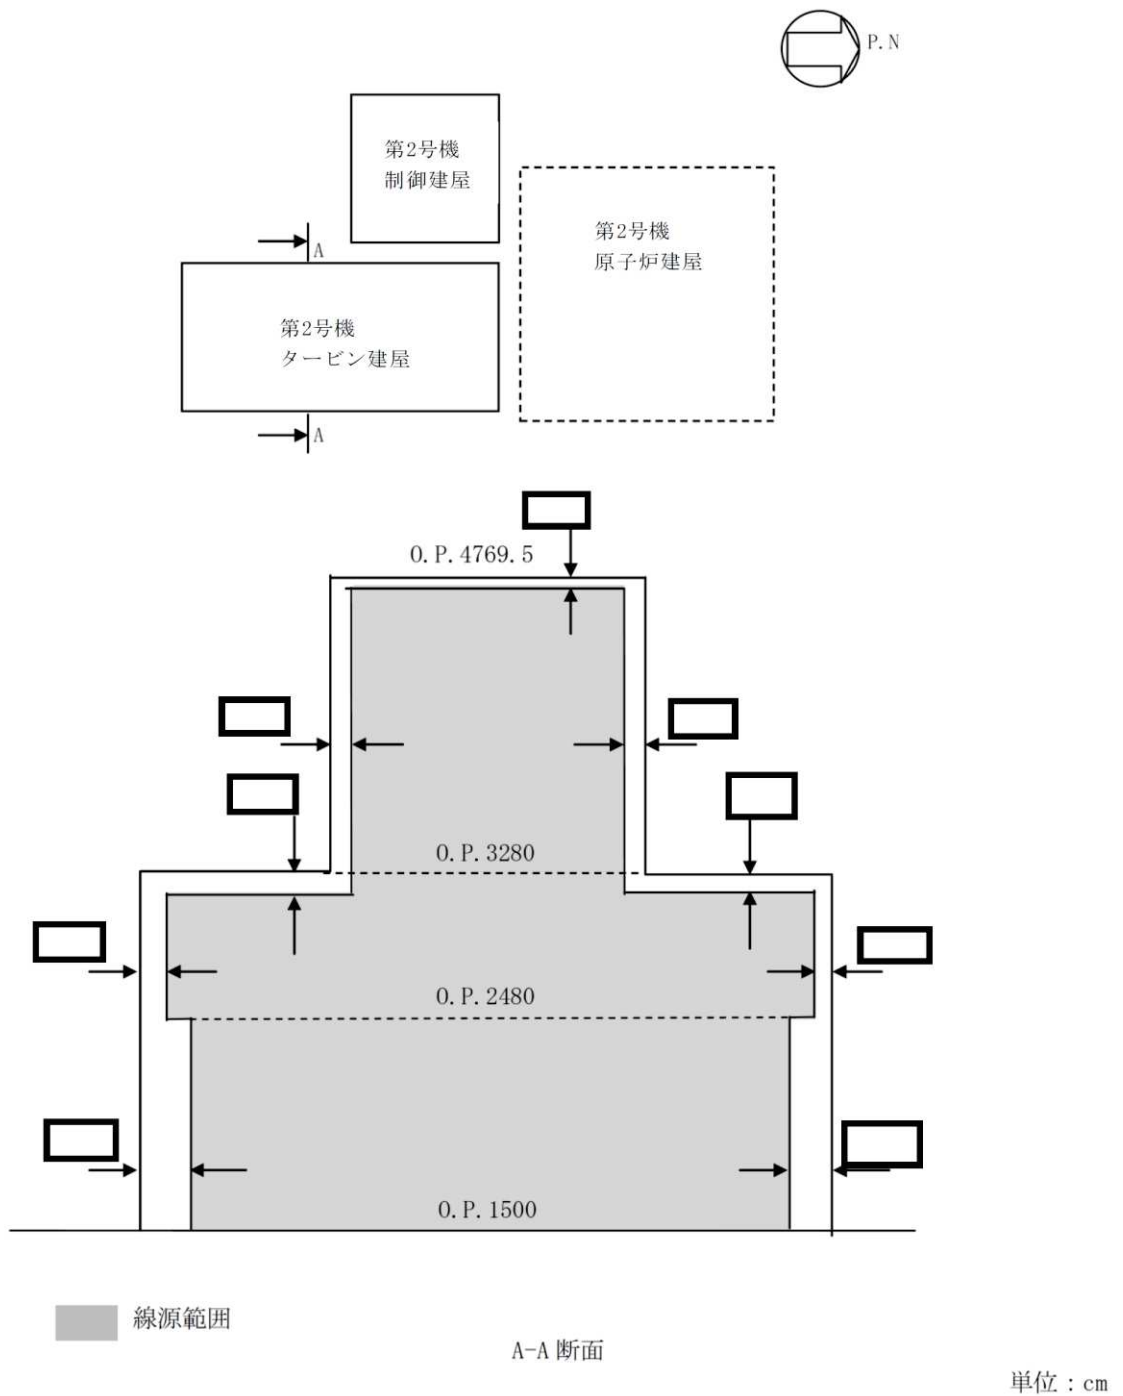 P.N
第2号機
制御建屋
第2号機
原子炉建屋
A
第2号機
タービン建屋
A
O.P.4769.5
O.P.3280
O.P.2480
O.P.1500
線源範囲
A-A 断面
単位：cm